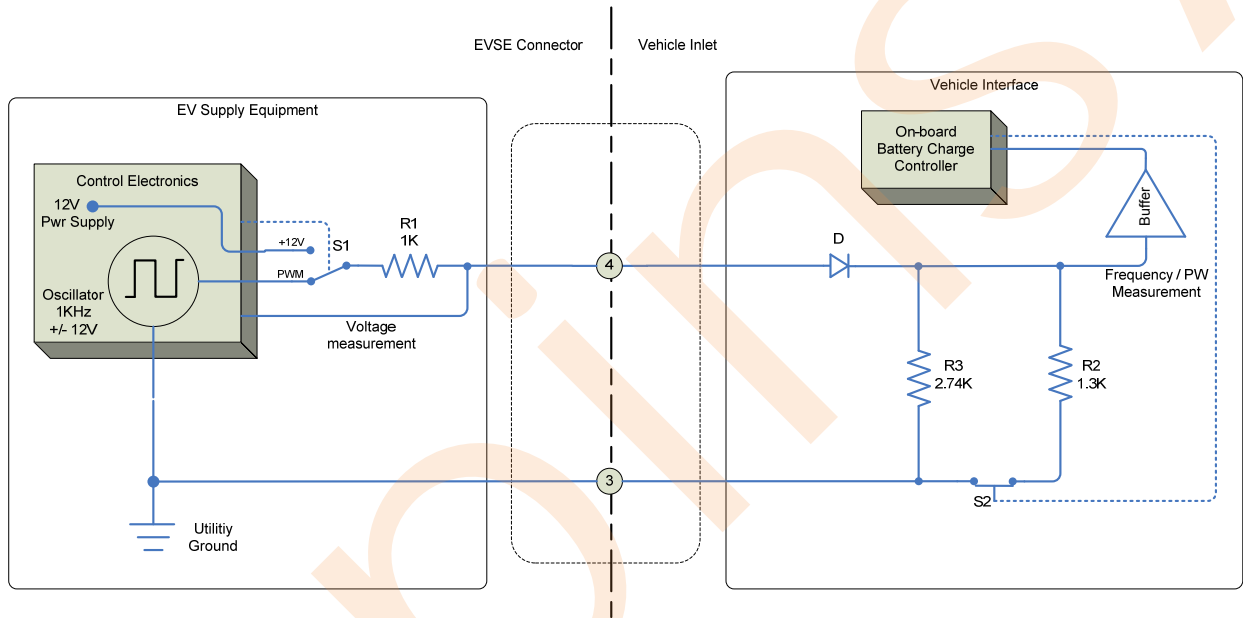 EVSE Connector
Vehicle Inlet
EV Supply Equipment
Control Electronics
12V
Pwr Supply
Oscillator
1KHz
+/- 12V
+12V
PWM
S1
R1
1K
Voltage
measurement
Utilitiy
Ground
4
3
Vehicle Interface
On-board
Battery Charge
Controller
Buffer
D
Frequency / PW
Measurement
R3
2.74K
R2
1.3K
S2
pins